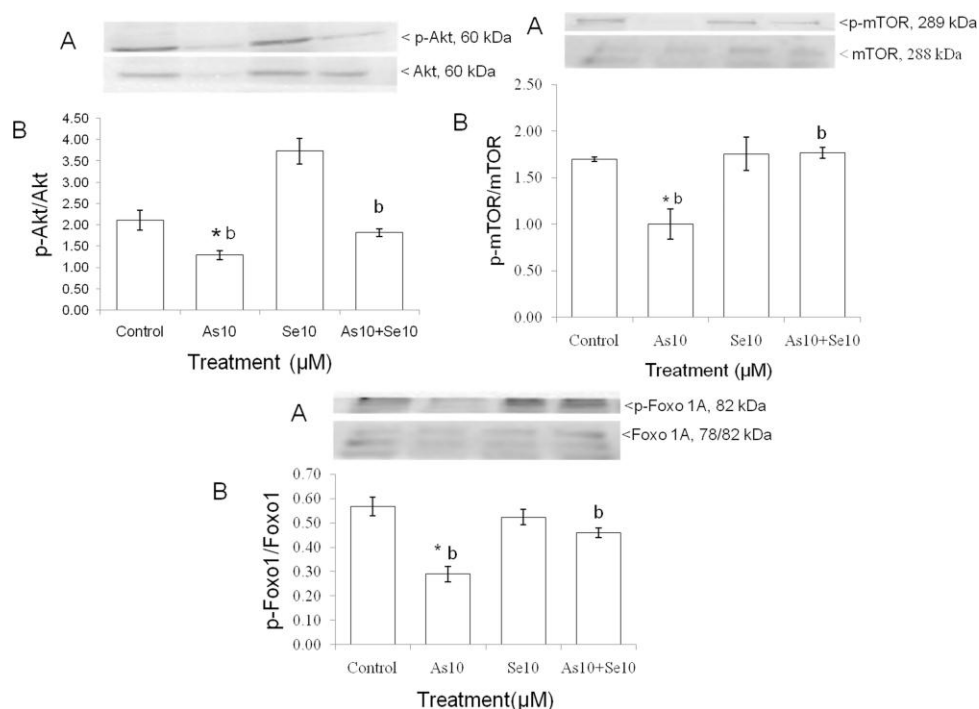 A
< p-Akt, 60 kDa
< Akt, 60 kDa
B
p-Akt/Akt
4.50
4.00
3.50
3.00
2.50
2.00
1.50
1.00
0.50
0.00
* b
b
Control As10 Se10 As10+Se10
Treatment (µM)
A
<p-mTOR, 289 kDa
< mTOR, 288 kDa
B
p-mTOR/mTOR
2.50
2.00
1.50
1.00
0.50
0.00
* b
b
Control As10 Se10 As10+Se10
Treatment (µM)
A
<p-Foxo 1A, 82 kDa
<Foxo 1A, 78/82 kDa
B
p-Foxo1/Foxo1
0.70
0.60
0.50
0.40
0.30
0.20
0.10
0.00
* b
b
Control As10 Se10 As10+Se10
Treatment(µM)